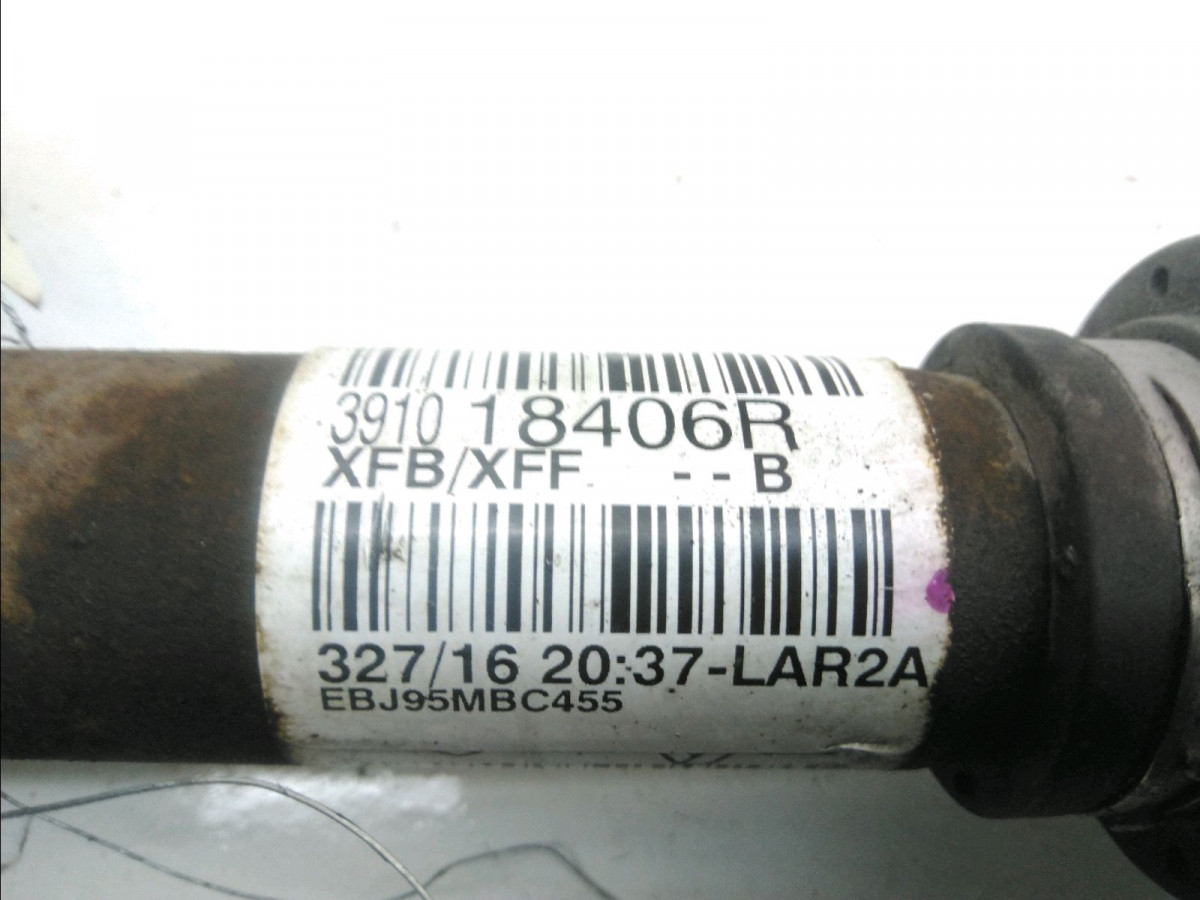 3910 18406R
XFB/XFF - - B
327/16 20:37-LAR2A
EBJ95MBC455